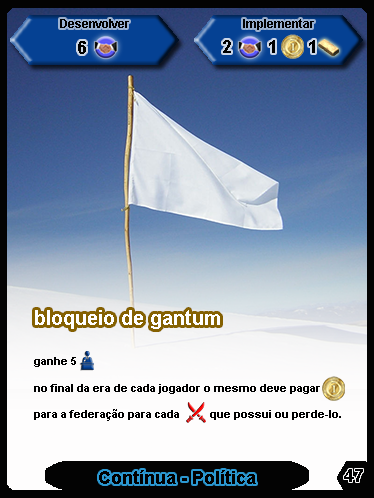 Desenvolver
Implementar
6
2 1 1
bloqueio de gantum
ganhe 5
no final da era de cada jogador o mesmo deve pagar
para a federação para cada que possui ou perde-lo.
Contínua - Política
47